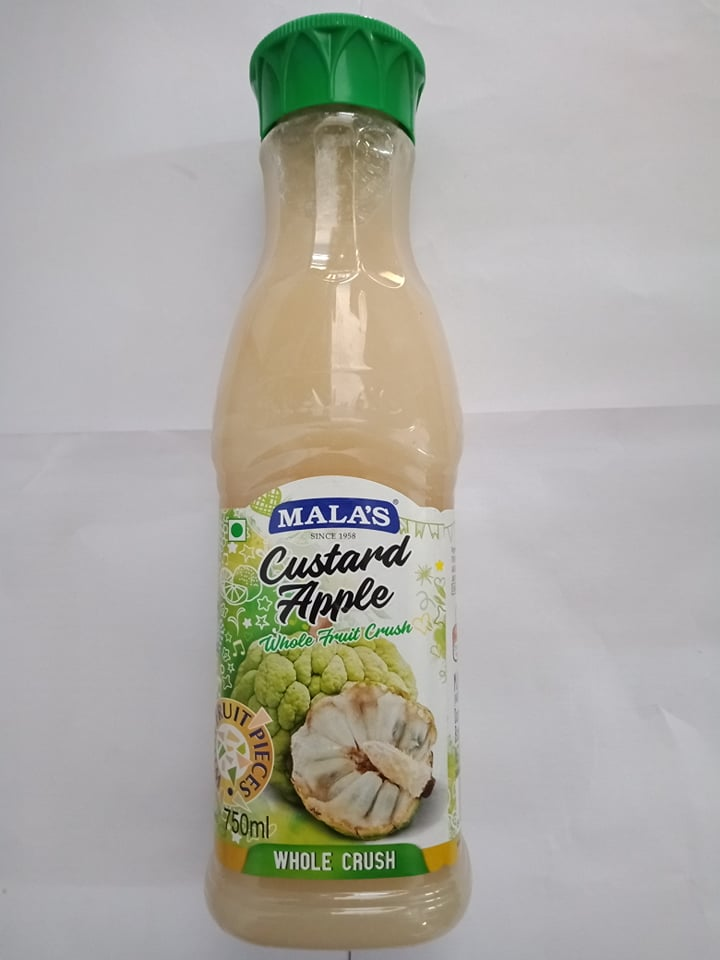 MALA'S®
SINCE 1958
Custard
Apple
Whole Fruit Crush
FRUIT PIECES
750ml
WHOLE CRUSH